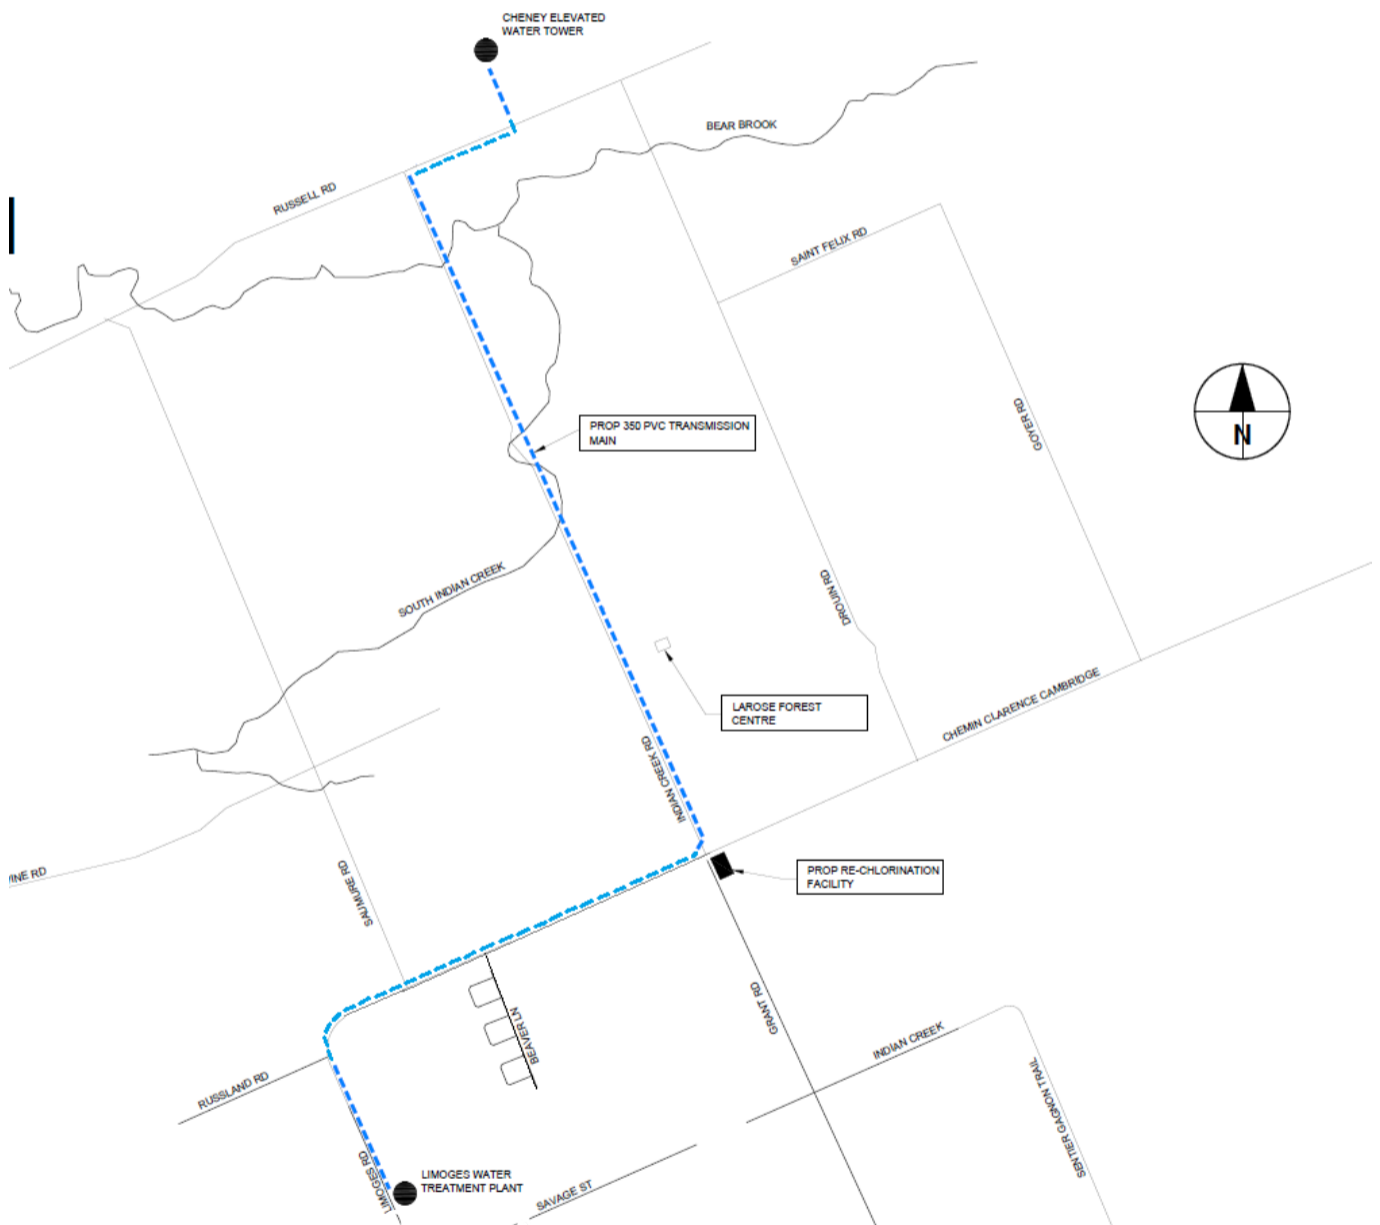 CHENEY ELEVATED
WATER TOWER
BEAR BROOK
RUSSELL RD
SAINT FELIX RD
GOYER RD
N
PROP 350 PVC TRANSMISSION
MAIN
SOUTH INDIAN CREEK
DROUIN RD
LAROSE FOREST
CENTRE
CHEMIN CLARENCE CAMBRIDGE
INDIAN CREEK RD
PROP RE-CHLORINATION
FACILITY
INE RD
SAUMURE RD
GRANT RD
BEAVER LN
INDIAN CREEK
RUSSLAND RD
SENTIER GAGNON TRAIL
LIMOGES RD
LIMOGES WATER
TREATMENT PLANT
SAVAGE ST